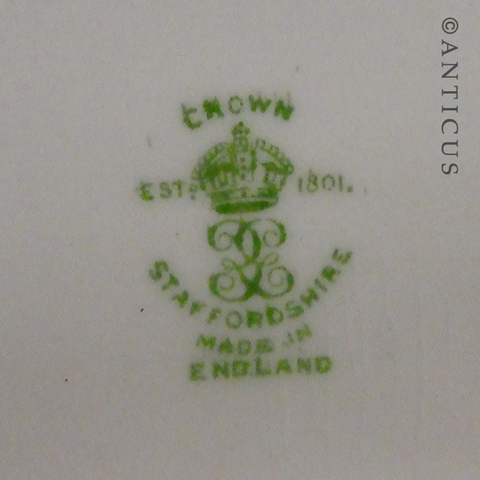 CROWN
EST. 1801.
STAFFORDSHIRE
MADE IN
ENGLAND
© ANTICUS